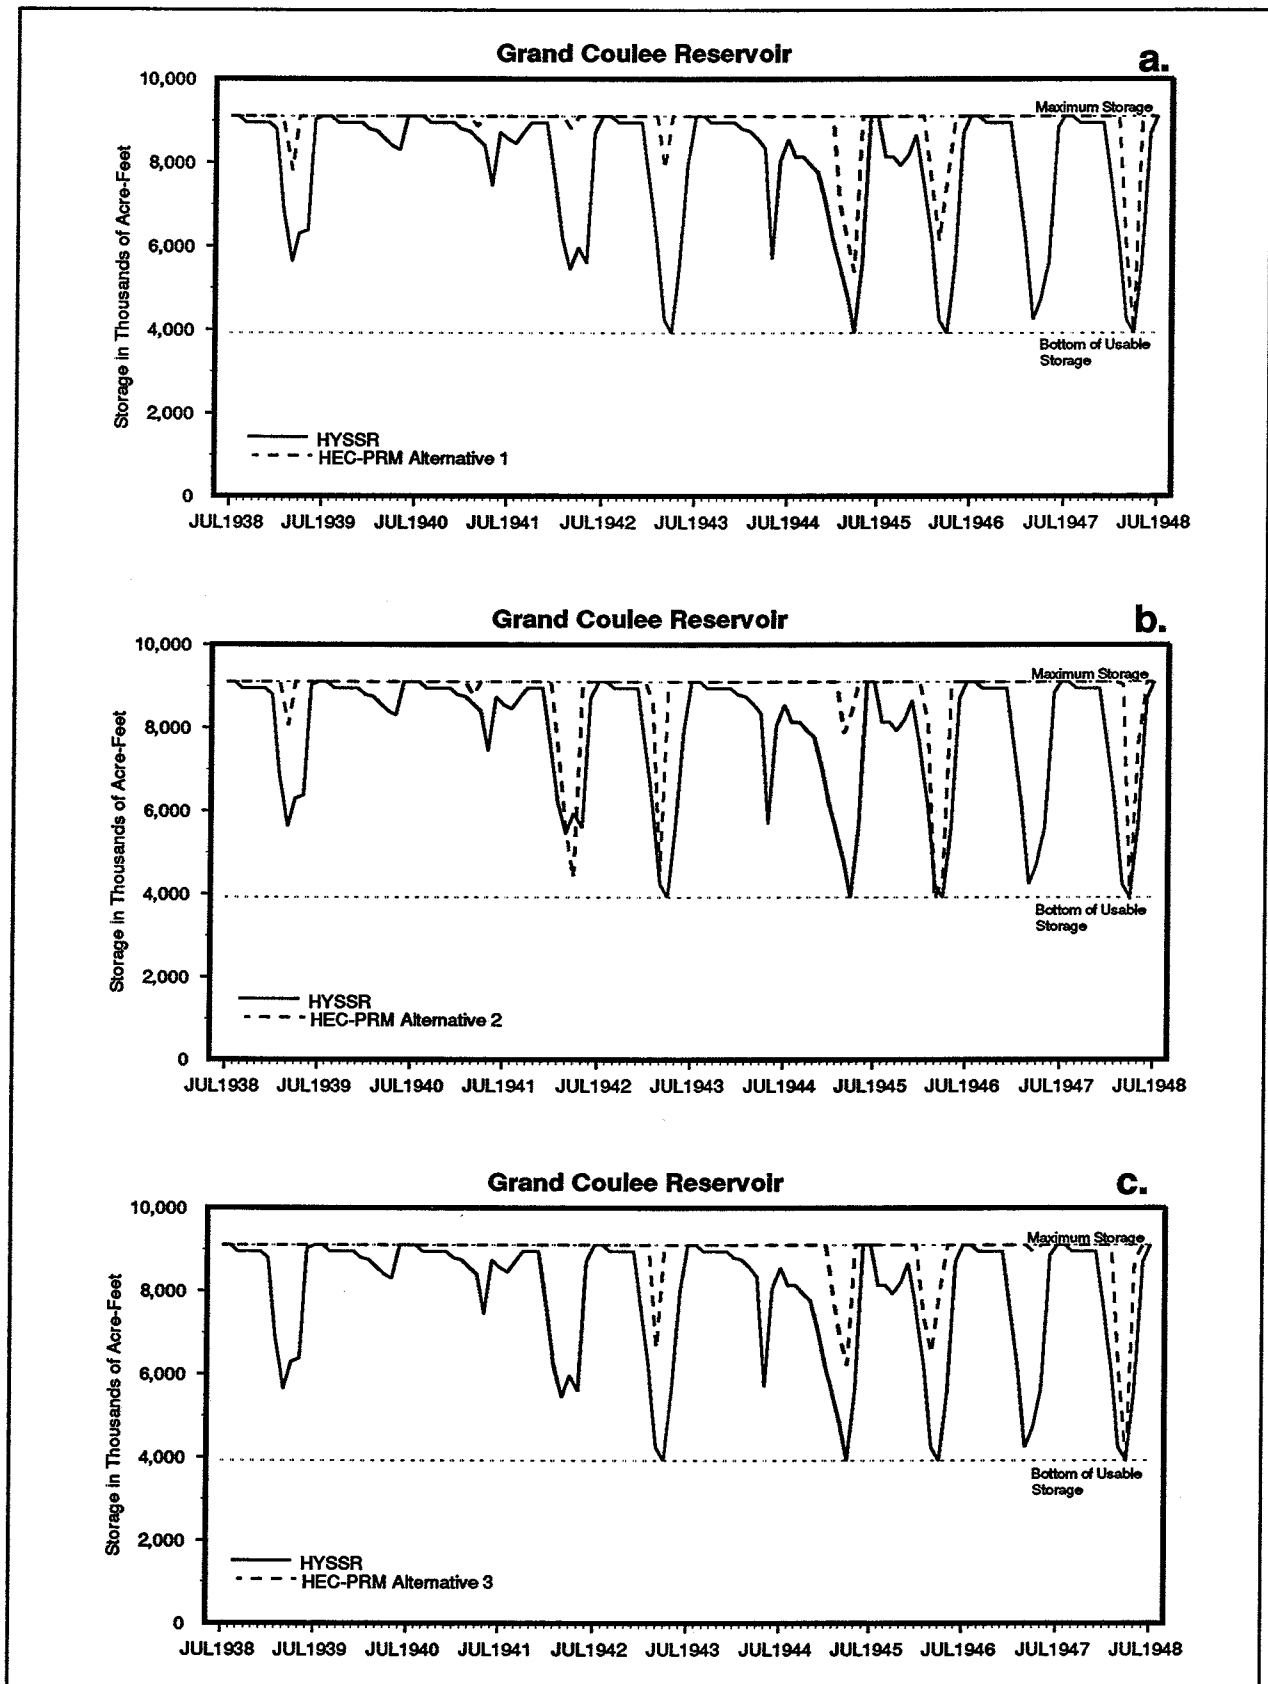 Grand Coulee Reservoir
a.
10,000
Maximum Storage
8,000
6,000
4,000
Bottom of Usable
Storage
2,000
0
Storage in Thousands of Acre-Feet
HYSSR
HEC-PRM Alternative 1
JUL1938 JUL1939 JUL1940 JUL1941 JUL1942 JUL1943 JUL1944 JUL1945 JUL1946 JUL1947 JUL1948
Grand Coulee Reservoir
b.
10,000
Maximum Storage
8,000
6,000
4,000
Bottom of Usable
Storage
2,000
0
Storage in Thousands of Acre-Feet
HYSSR
HEC-PRM Alternative 2
JUL1938 JUL1939 JUL1940 JUL1941 JUL1942 JUL1943 JUL1944 JUL1945 JUL1946 JUL1947 JUL1948
Grand Coulee Reservoir
c.
10,000
Maximum Storage
8,000
6,000
4,000
Bottom of Usable
Storage
2,000
0
Storage in Thousands of Acre-Feet
HYSSR
HEC-PRM Alternative 3
JUL1938 JUL1939 JUL1940 JUL1941 JUL1942 JUL1943 JUL1944 JUL1945 JUL1946 JUL1947 JUL1948